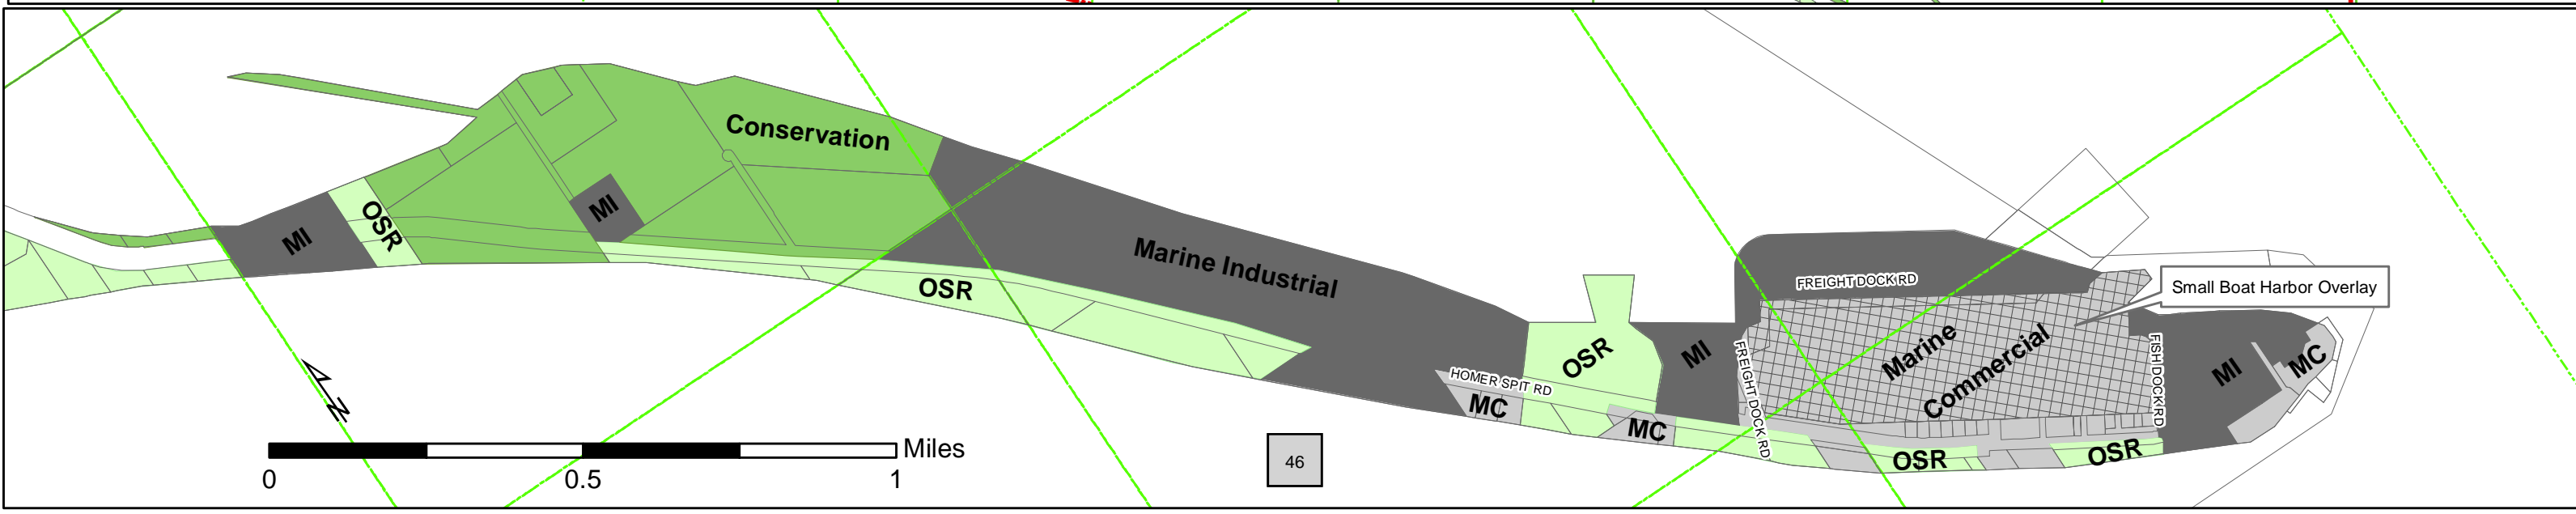 Conservation
MI
OSR
MI
Marine Industrial
OSR
FREIGHT DOCK RD
Small Boat Harbor Overlay
OSR
MI
FREIGHT DOCK RD
Marine
Commercial
FISH DOCK RD
MI
MC
HOMER SPIT RD
MC
MC
OSR
OSR
N
Miles
0 0.5 1
46